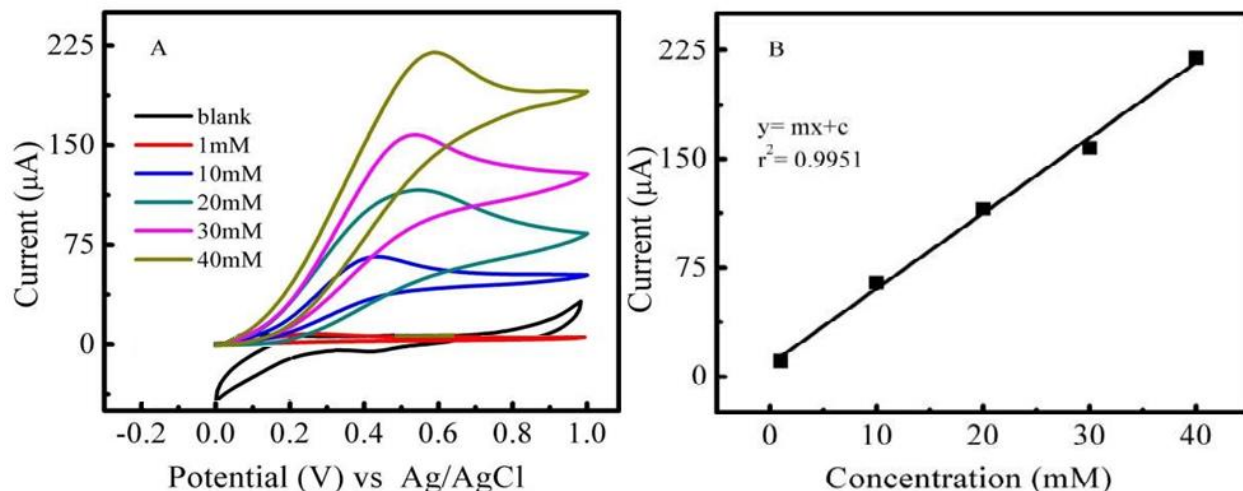 A
225
150
75
0
Current (µA)
blank
1mM
10mM
20mM
30mM
40mM
-0.2
0.0
0.2
0.4
0.6
0.8
1.0
Potential (V) vs Ag/AgCl
B
225
150
75
0
Current (µA)
y= mx+c
r²= 0.9951
0
10
20
30
40
Concentration (mM)